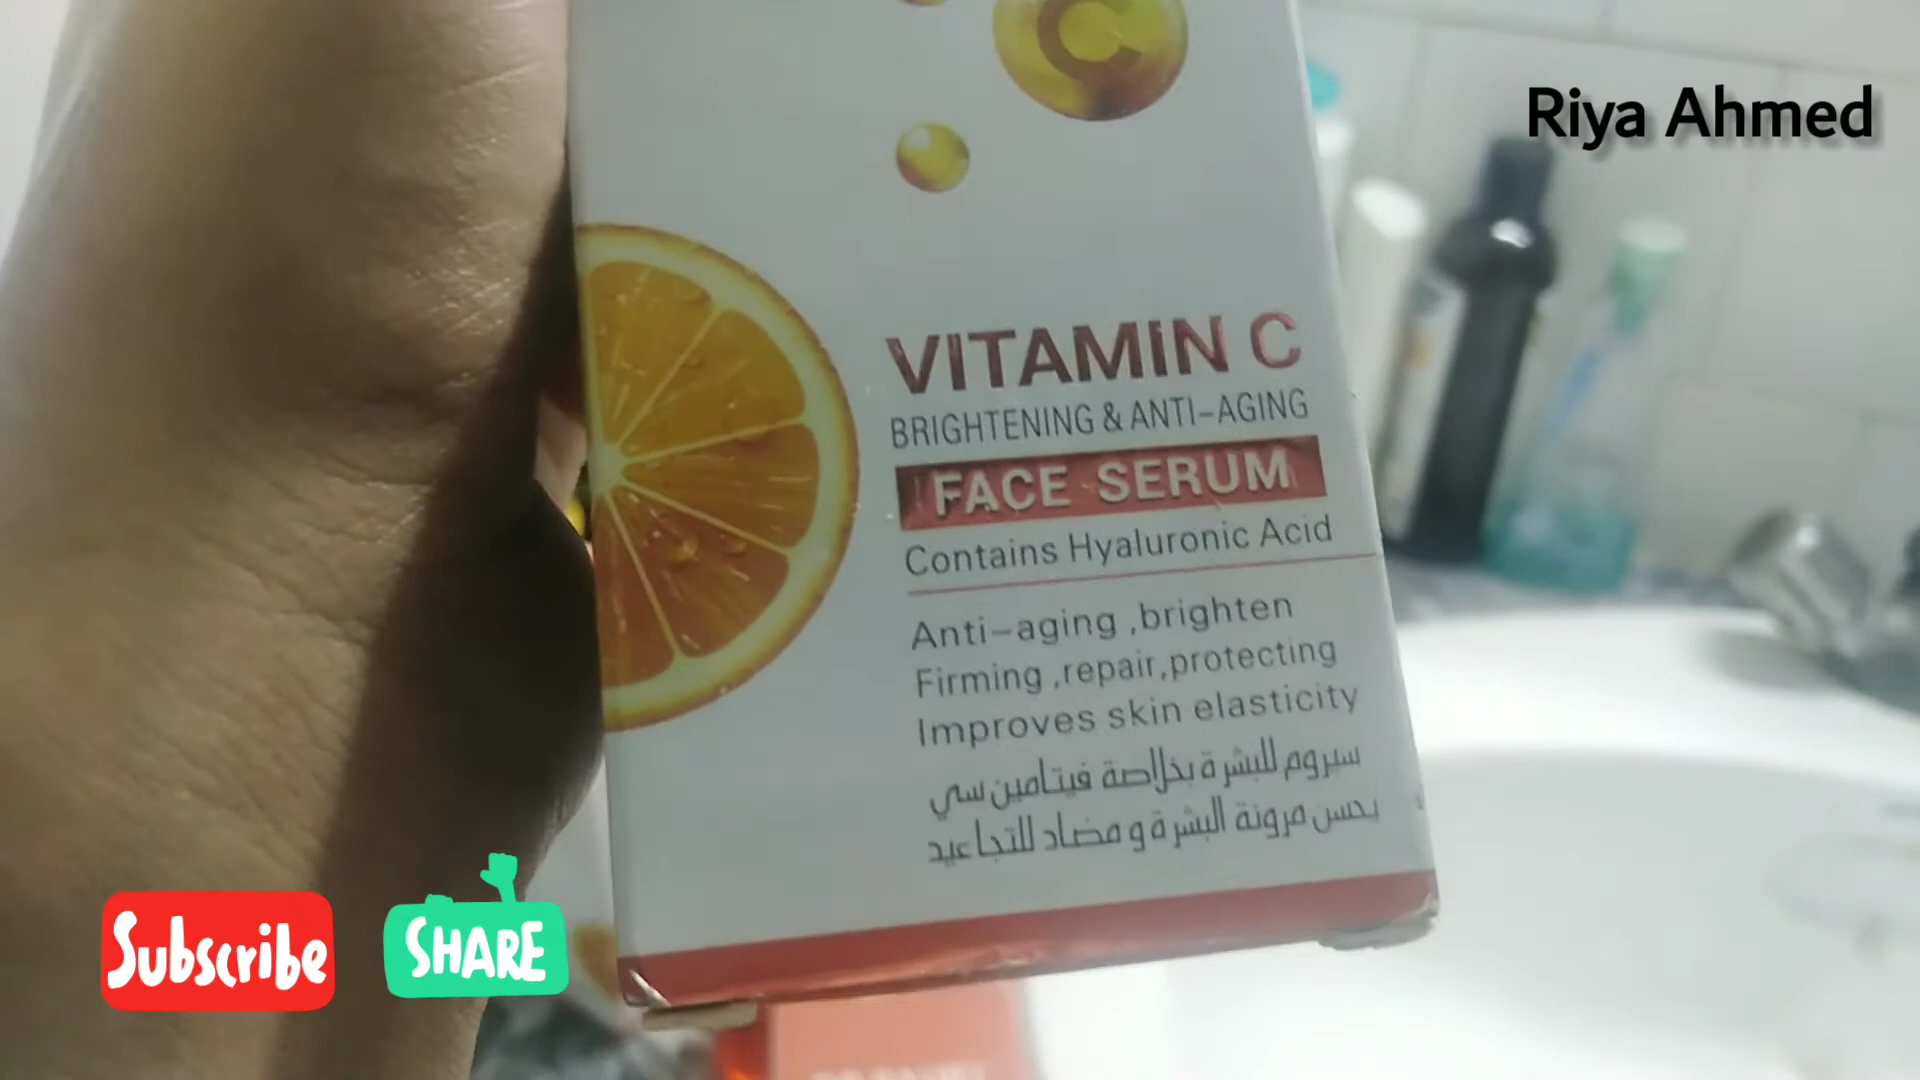 C
Riya Ahmed
VITAMIN C
BRIGHTENING & ANTI-AGING
FACE SERUM
Contains Hyaluronic Acid
Anti-aging ,brighten
Firming ,repair,protecting
Improves skin elasticity
سيروم للبشرة بخلاصة فيتامين سي
يحسن مرونة البشرة و مضاد للتجاعيد
Subscribe
SHARE